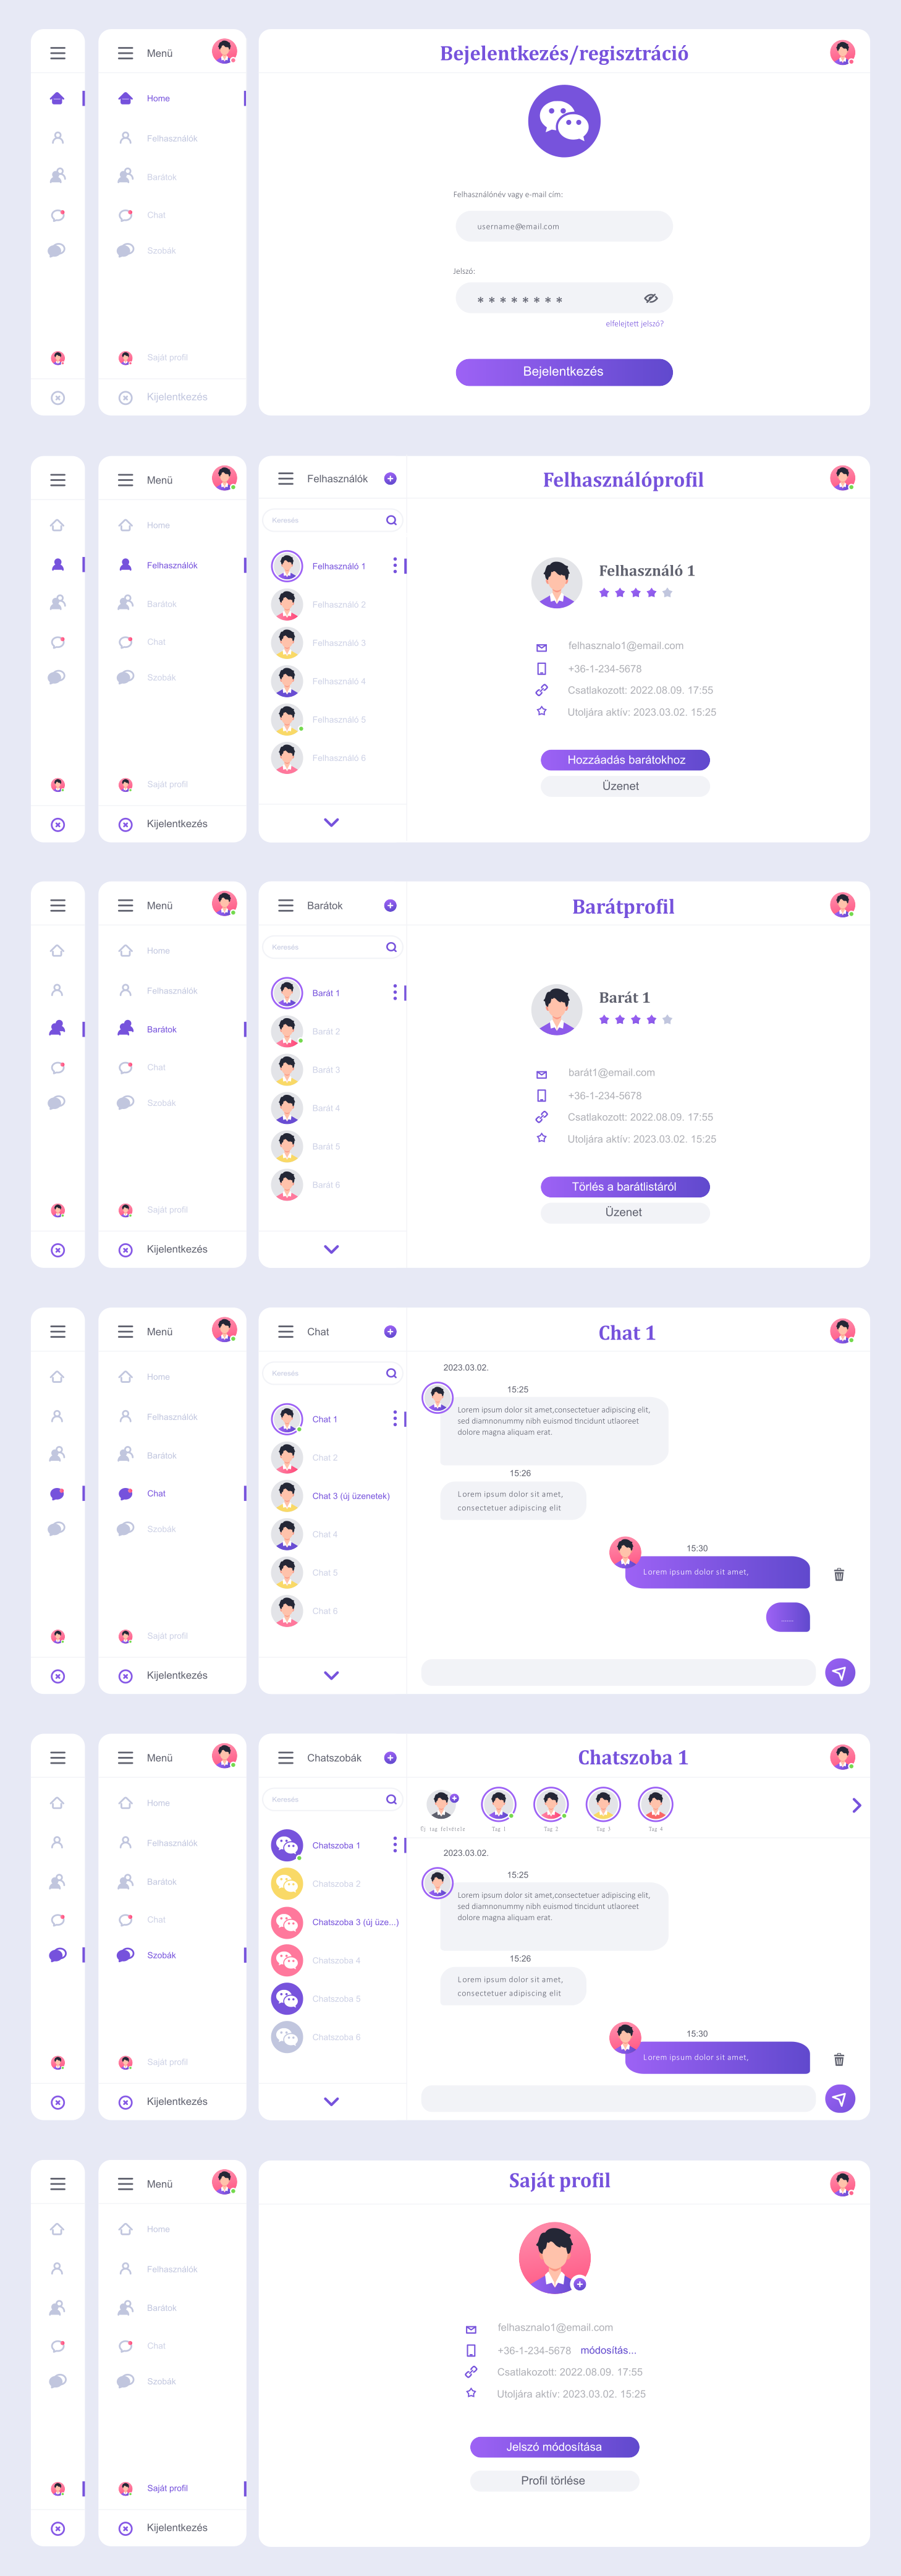 Menü
Home
Felhasználók
Barátok
Chat
Szobák
Saját profil
Kijelentkezés
Bejelentkezés/regisztráció
Felhasználónév vagy e-mail cím:
username@email.com
Jelszó:
********
elfelejtett jelszó?
Bejelentkezés
Menü
Home
Felhasználók
Barátok
Chat
Szobák
Saját profil
Kijelentkezés
Felhasználók
Keresés
Felhasználó 1
Felhasználó 2
Felhasználó 3
Felhasználó 4
Felhasználó 5
Felhasználó 6
Felhasználóprofil
Felhasználó 1
felhasznalo1@email.com
+36-1-234-5678
Csatlakozott: 2022.08.09. 17:55
Utoljára aktív: 2023.03.02. 15:25
Hozzáadás barátokhoz
Üzenet
Menü
Home
Felhasználók
Barátok
Chat
Szobák
Saját profil
Kijelentkezés
Barátok
Keresés
Barát 1
Barát 2
Barát 3
Barát 4
Barát 5
Barát 6
Barátprofil
Barát 1
barát1@email.com
+36-1-234-5678
Csatlakozott: 2022.08.09. 17:55
Utoljára aktív: 2023.03.02. 15:25
Törlés a barátlistáról
Üzenet
Menü
Home
Felhasználók
Barátok
Chat
Szobák
Saját profil
Kijelentkezés
Chat
Keresés
Chat 1
Chat 2
Chat 3 (új üzenetek)
Chat 4
Chat 6
Chat 6
Chat 1
2023.03.02.
15:25
Lorem ipsum dolor sit amet,consectetuer adipiscing elit,
sed diamnonummy nibh euismod tincidunt utlaoreet
dolore magna aliquam erat.
15:26
Lorem ipsum dolor sit amet,
consectetuer adipiscing elit
15:30
Lorem ipsum dolor sit amet,
......
Menü
Home
Felhasználók
Barátok
Chat
Szobák
Saját profil
Kijelentkezés
Chatszobák
Keresés
Chatszoba 1
Chatszoba 2
Chatszoba 3 (új üze...)
Chatszoba 4
Chatszoba 5
Chatszoba 6
Chatszoba 1
Új tag felvétele
Tag 1
Tag 2
Tag 3
Tag 4
2023.03.02.
15:25
Lorem ipsum dolor sit amet,consectetuer adipiscing elit,
sed diamnonummy nibh euismod tincidunt utlaoreet
dolore magna aliquam erat.
15:26
Lorem ipsum dolor sit amet,
consectetuer adipiscing elit
15:30
Lorem ipsum dolor sit amet,
Menü
Home
Felhasználók
Barátok
Chat
Szobák
Saját profil
Kijelentkezés
Saját profil
felhasznalo1@email.com
+36-1-234-5678 módosítás...
Csatlakozott: 2022.08.09. 17:55
Utoljára aktív: 2023.03.02. 15:25
Jelszó módosítása
Profil törlése